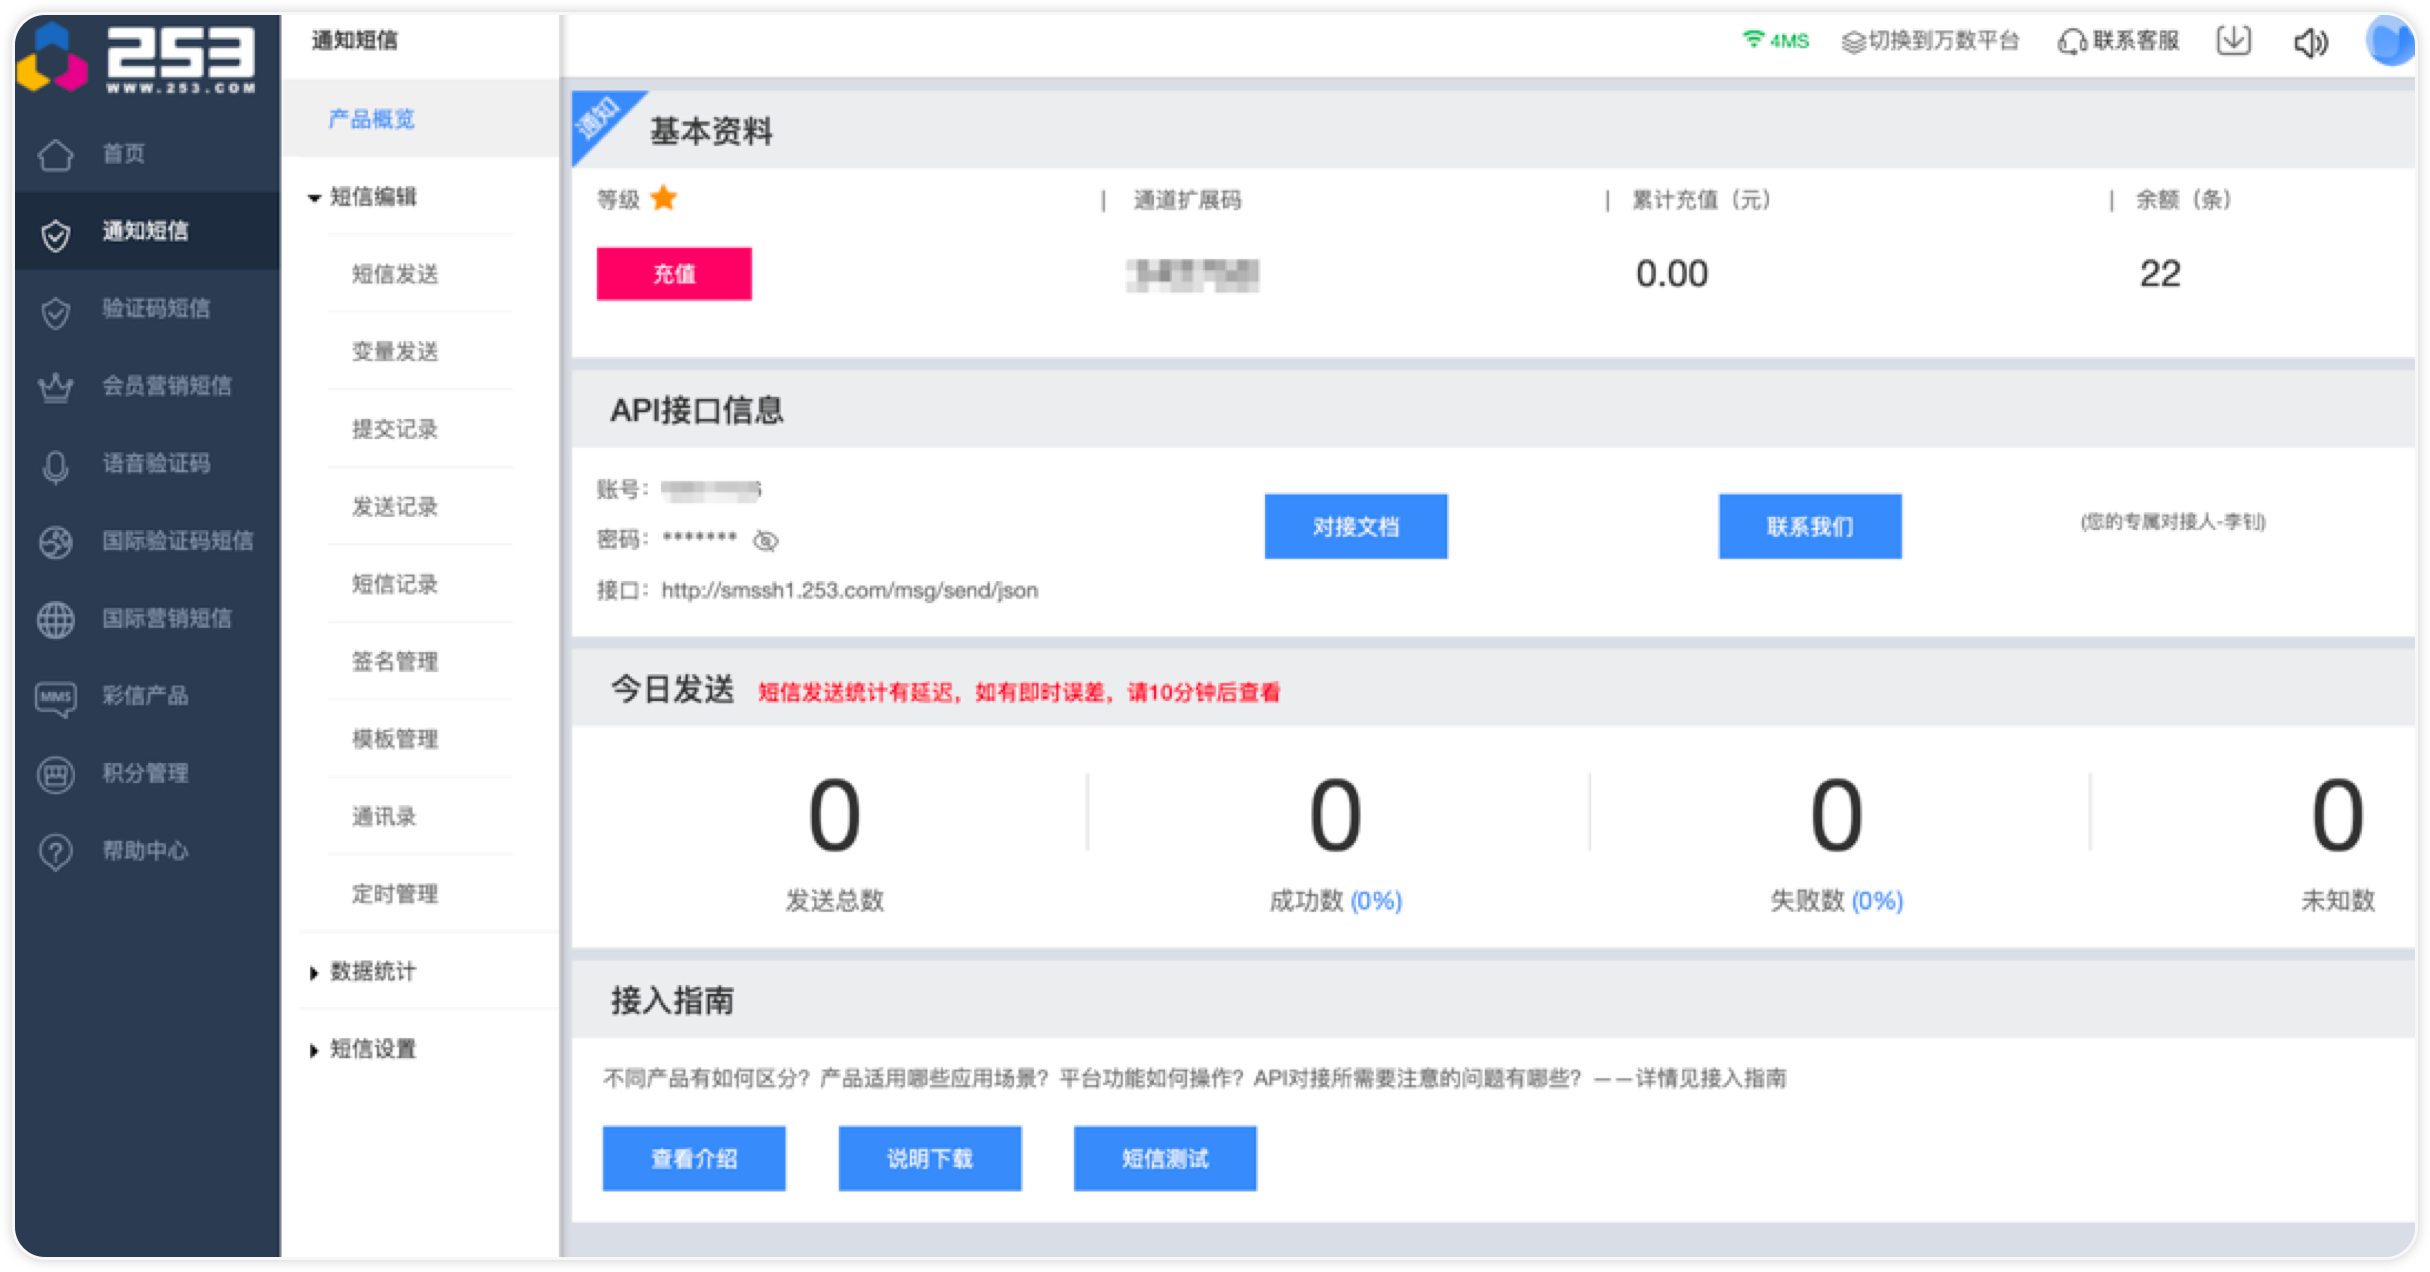 253
WWW.253.COM
首页
通知短信
验证码短信
会员营销短信
语音验证码
国际验证码短信
国际营销短信
MMS
彩信产品
积分管理
帮助中心
通知短信
产品概览
短信编辑
短信发送
变量发送
提交记录
发送记录
短信记录
签名管理
模板管理
通讯录
定时管理
数据统计
短信设置
4MS 切换到万数平台 联系客服
通知
基本资料
等级 | 通道扩展码 | 累计充值（元） | 余额（条）
充值 0.00 22
API接口信息
账号：
密码：*******
接口：http://smssh1.253.com/msg/send/json
对接文档
联系我们
(您的专属对接人-李钊)
今日发送 短信发送统计有延迟，如有即时误差，请10分钟后查看
0 0 0 0
发送总数 成功数 (0%) 失败数 (0%) 未知数
接入指南
不同产品有如何区分？产品适用哪些应用场景？平台功能如何操作？API对接所需要注意的问题有哪些？——详情见接入指南
查看介绍 说明下载 短信测试